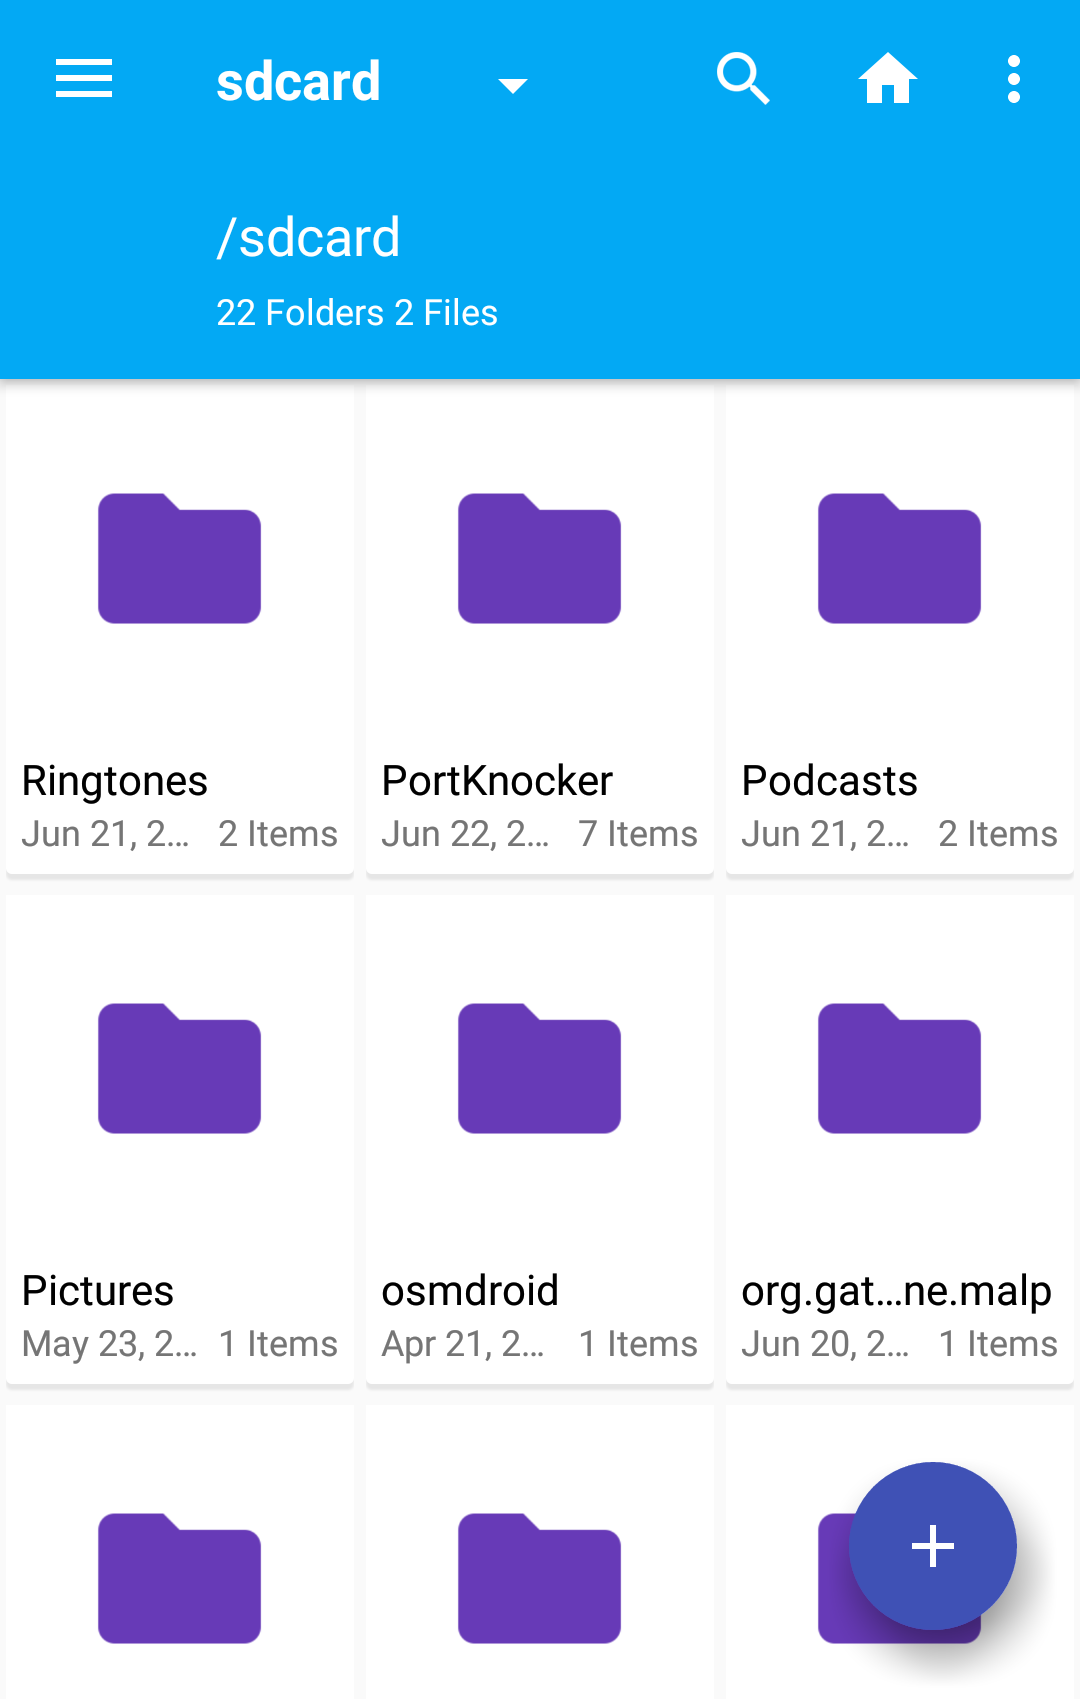 sdcard
/sdcard
22 Folders 2 Files
Ringtones PortKnocker Podcasts
Jun 21, 2... 2 Items Jun 22, 2... 7 Items Jun 21, 2... 2 Items
Pictures osmdroid org.gat...ne.malp
May 23, 2... 1 Items Apr 21, 2... 1 Items Jun 20, 2... 1 Items